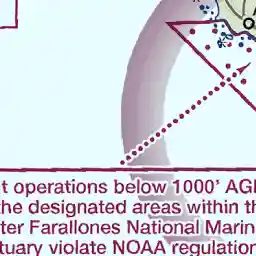 t operations below 1000' AGL
he designated areas within th
ter Farallones National Marin
tuary violate NOAA regulation